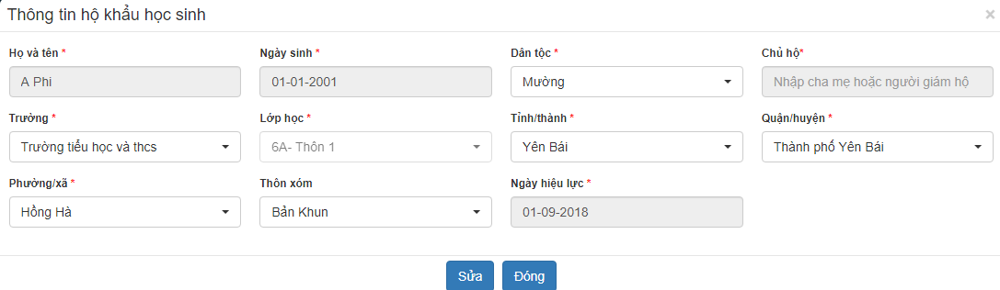 Thông tin hộ khẩu học sinh ×
Họ và tên * Ngày sinh * Dân tộc * Chủ hộ*
A Phi 01-01-2001 Mường Nhập cha mẹ hoặc người giám hộ
Trường * Lớp học * Tỉnh/thành * Quận/huyện *
Trường tiểu học và thcs 6A- Thôn 1 Yên Bái Thành phố Yên Bái
Phường/xã * Thôn xóm Ngày hiệu lực *
Hồng Hà Bản Khun 01-09-2018
Sửa Đóng